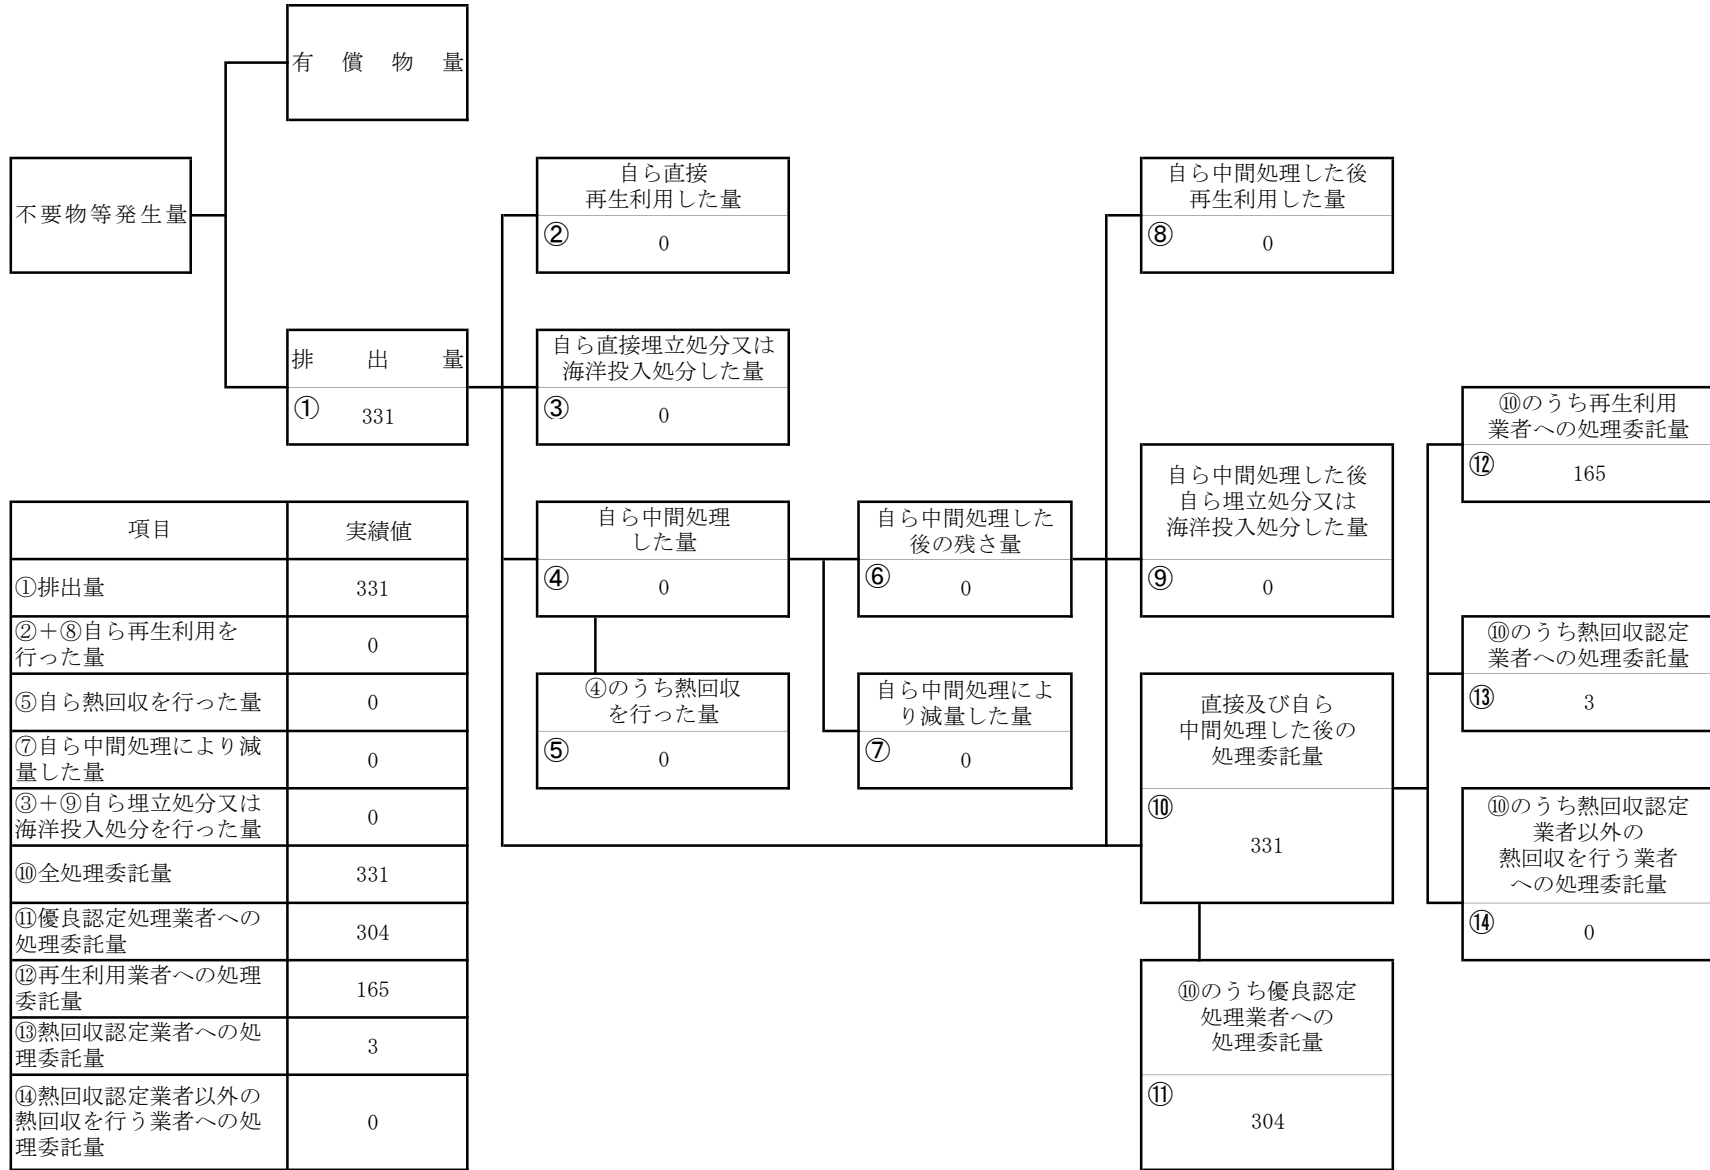 有償物量
不要物等発生量
排出量
① 331
自ら直接
再生利用した量
② 0
自ら直接埋立処分又は
海洋投入処分した量
③ 0
自ら中間処理
した量
④ 0
④のうち熱回収
を行った量
⑤ 0
自ら中間処理した
後の残さ量
⑥ 0
自ら中間処理によ
り減量した量
⑦ 0
自ら中間処理した後
再生利用した量
⑧ 0
自ら中間処理した後
自ら埋立処分又は
海洋投入処分した量
⑨ 0
直接及び自ら
中間処理した後の
処理委託量
⑩
331
⑩のうち優良認定
処理業者への
処理委託量
⑪
304
⑩のうち再生利用
業者への処理委託量
⑫ 165
⑩のうち熱回収認定
業者への処理委託量
⑬ 3
⑩のうち熱回収認定
業者以外の
熱回収を行う業者
への処理委託量
⑭ 0
項目 実績値
①排出量 331
②+⑧自ら再生利用を
行った量 0
⑤自ら熱回収を行った量 0
⑦自ら中間処理により減
量した量 0
③+⑨自ら埋立処分又は
海洋投入処分を行った量 0
⑩全処理委託量 331
⑪優良認定処理業者への
処理委託量 304
⑫再生利用業者への処理
委託量 165
⑬熱回収認定業者への処
理委託量 3
⑭熱回収認定業者以外の
熱回収を行う業者への処
理委託量 0